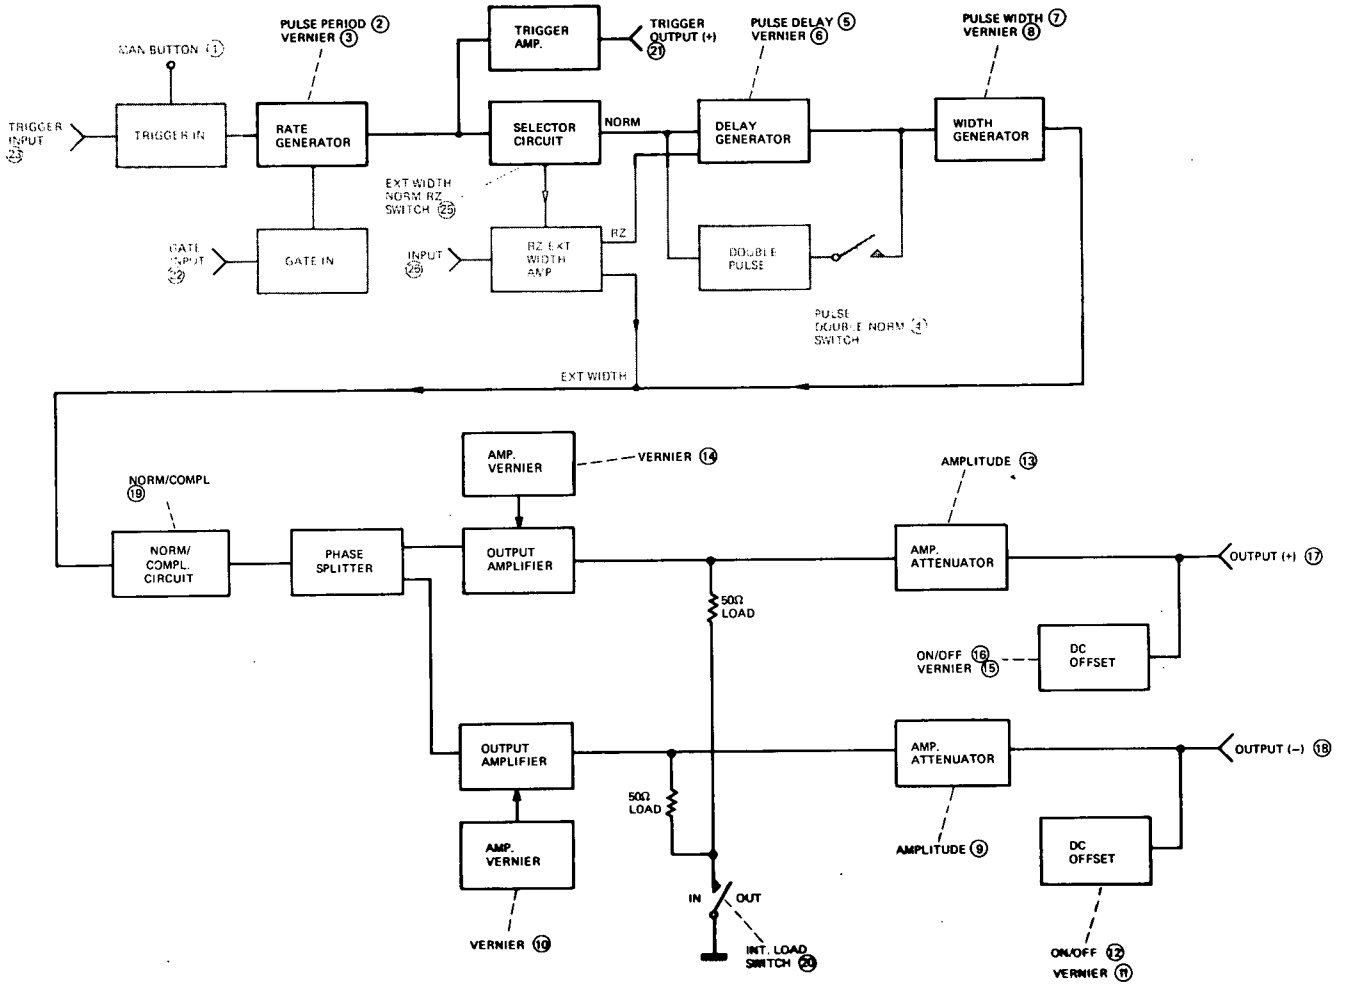 PULSE PERIOD 2
VERNIER 3
MAN BUTTON 1
TRIGGER
INPUT
23
TRIGGER IN
RATE
GENERATOR
TRIGGER
AMP.
TRIGGER
OUTPUT (+)
21
SELECTOR
CIRCUIT
NORM
PULSE DELAY 5
VERNIER 6
DELAY
GENERATOR
PULSE WIDTH 7
VERNIER 8
WIDTH
GENERATOR
EXT WIDTH
NORM RZ
SWITCH 25
GATE
INPUT
22
GATE IN
INPUT
26
RZ EXT
WIDTH
AMP
RZ
DOUBLE
PULSE
PULSE
DOUBLE NORM 4
SWITCH
EXT WIDTH
AMP.
VERNIER
VERNIER 14
AMPLITUDE 13
NORM/COMPL
19
NORM/
COMPL.
CIRCUIT
PHASE
SPLITTER
OUTPUT
AMPLIFIER
50Ω
LOAD
AMP.
ATTENUATOR
OUTPUT (+) 17
ON/OFF 16
VERNIER 15
DC
OFFSET
OUTPUT
AMPLIFIER
AMP.
ATTENUATOR
OUTPUT (−) 18
50Ω
LOAD
AMP.
VERNIER
VERNIER 10
AMPLITUDE 9
DC
OFFSET
IN OUT
INT. LOAD
SWITCH 20
ON/OFF 12
VERNIER 11